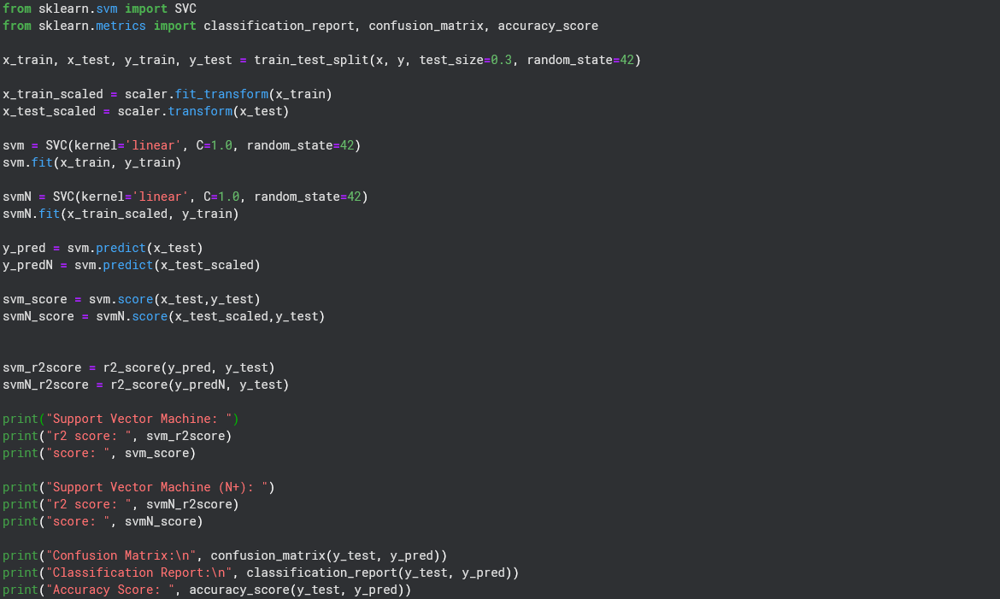 from sklearn.svm import SVC
from sklearn.metrics import classification_report, confusion_matrix, accuracy_score
x_train, x_test, y_train, y_test = train_test_split(x, y, test_size=0.3, random_state=42)
x_train_scaled = scaler.fit_transform(x_train)
x_test_scaled = scaler.transform(x_test)
svm = SVC(kernel='linear', C=1.0, random_state=42)
svm.fit(x_train, y_train)
svmN = SVC(kernel='linear', C=1.0, random_state=42)
svmN.fit(x_train_scaled, y_train)
y_pred = svm.predict(x_test)
y_predN = svm.predict(x_test_scaled)
svm_score = svm.score(x_test,y_test)
svmN_score = svmN.score(x_test_scaled,y_test)
svm_r2score = r2_score(y_pred, y_test)
svmN_r2score = r2_score(y_predN, y_test)
print("Support Vector Machine: ")
print("r2 score: ", svm_r2score)
print("score: ", svm_score)
print("Support Vector Machine (N+): ")
print("r2 score: ", svmN_r2score)
print("score: ", svmN_score)
print("Confusion Matrix:\n", confusion_matrix(y_test, y_pred))
print("Classification Report:\n", classification_report(y_test, y_pred))
print("Accuracy Score: ", accuracy_score(y_test, y_pred))